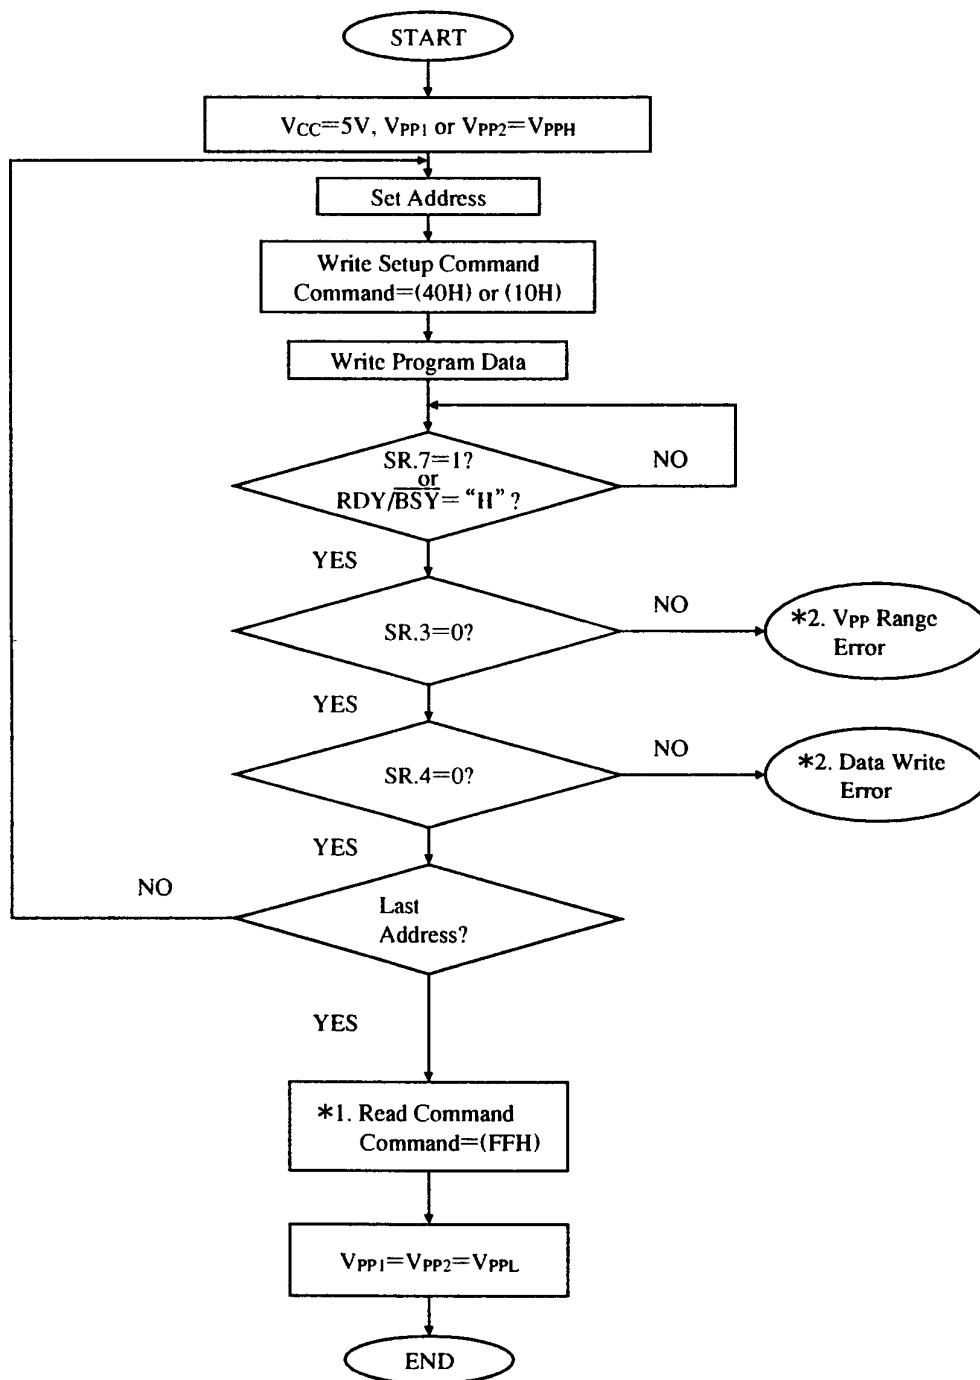 START
VCC=5V, VPP1 or VPP2=VPPH
Set Address
Write Setup Command
Command=(40H) or (10H)
Write Program Data
SR.7=1?
or
RDY/BSY= “H” ?
NO
YES
SR.3=0?
NO
*2. VPP Range
Error
YES
SR.4=0?
NO
*2. Data Write
Error
YES
NO
Last
Address?
YES
*1. Read Command
Command=(FFH)
VPP1=VPP2=VPPL
END